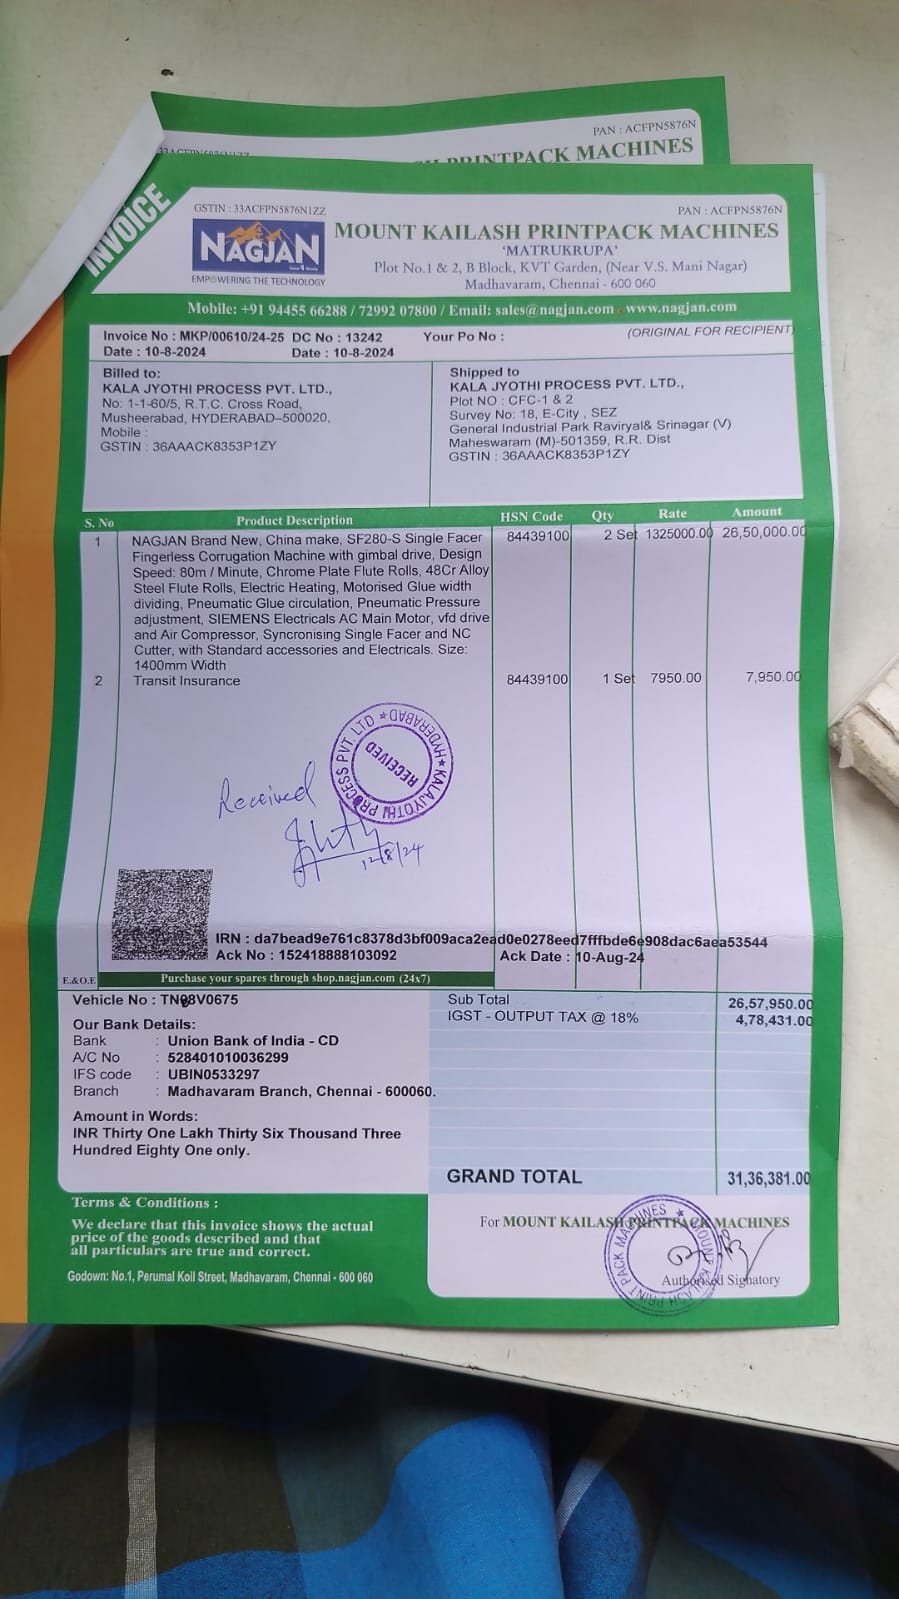 PAN : ACFPN5876N
PRINTPACK MACHINES
INVOICE
GSTIN : 33ACFPN5876N1ZZ
PAN : ACFPN5876N
NAGJAN
EMPOWERING THE TECHNOLOGY
MOUNT KAILASH PRINTPACK MACHINES
'MATRUKRUPA'
Plot No.1 & 2, B Block, KVT Garden, (Near V.S. Mani Nagar)
Madhavaram, Chennai - 600 060
Mobile: +91 94455 66288 / 72992 07800 / Email: sales@nagjan.com www.nagjan.com
Invoice No : MKP/00610/24-25 DC No : 13242 Your Po No : (ORIGINAL FOR RECIPIENT)
Date : 10-8-2024 Date : 10-8-2024
Billed to:
KALA JYOTHI PROCESS PVT. LTD.,
No: 1-1-60/5, R.T.C. Cross Road,
Musheerabad, HYDERABAD–500020,
Mobile :
GSTIN : 36AAACK8353P1ZY
Shipped to
KALA JYOTHI PROCESS PVT. LTD.,
Plot NO : CFC-1 & 2
Survey No: 18, E-City , SEZ
General Industrial Park Raviryal& Srinagar (V)
Maheswaram (M)-501359, R.R. Dist
GSTIN : 36AAACK8353P1ZY
S. No Product Description HSN Code Qty Rate Amount
1 NAGJAN Brand New, China make, SF280-S Single Facer 84439100 2 Set 1325000.00 26,50,000.00
Fingerless Corrugation Machine with gimbal drive, Design
Speed: 80m / Minute, Chrome Plate Flute Rolls, 48Cr Alloy
Steel Flute Rolls, Electric Heating, Motorised Glue width
dividing, Pneumatic Glue circulation, Pneumatic Pressure
adjustment, SIEMENS Electricals AC Main Motor, vfd drive
and Air Compressor, Syncronising Single Facer and NC
Cutter, with Standard accessories and Electricals. Size:
1400mm Width
2 Transit Insurance 84439100 1 Set 7950.00 7,950.00
KALAJYOTHI PROCESS PVT. LTD ★ HYDERABAD ★
RECEIVED
Received
12/8/24
IRN : da7bead9e761c8378d3bf009aca2ead0e0278eed7fffbde6e908dac6aea53544
Ack No : 152418888103092 Ack Date : 10-Aug-24
E.&O.E Purchase your spares through shop.nagjan.com (24x7)
Vehicle No : TN88V0675
Our Bank Details:
Bank : Union Bank of India - CD
A/C No : 528401010036299
IFS code : UBIN0533297
Branch : Madhavaram Branch, Chennai - 600060.
Amount in Words:
INR Thirty One Lakh Thirty Six Thousand Three
Hundred Eighty One only.
Sub Total 26,57,950.00
IGST - OUTPUT TAX @ 18% 4,78,431.00
GRAND TOTAL 31,36,381.00
Terms & Conditions :
We declare that this invoice shows the actual
price of the goods described and that
all particulars are true and correct.
Godown: No.1, Perumal Koil Street, Madhavaram, Chennai - 600 060
For MOUNT KAILASH PRINTPACK MACHINES
MOUNT KAILASH PRINT PACK MACHINES ★
Authorised Signatory